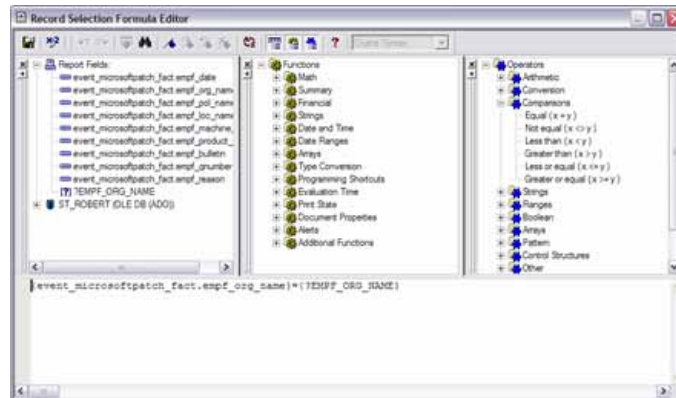 Record Selection Formula Editor
Report Fields:
event_microsoftpatch_fact.empf_date
event_microsoftpatch_fact.empf_org_nam
event_microsoftpatch_fact.empf_pol_nam
event_microsoftpatch_fact.empf_loc_name
event_microsoftpatch_fact.empf_machine_
event_microsoftpatch_fact.empf_product_
event_microsoftpatch_fact.empf_bulletin
event_microsoftpatch_fact.empf_qnumber
event_microsoftpatch_fact.empf_reason
[?] ?EMPF_ORG_NAME
ST_ROBERT (OLE DB (ADO))
Functions
Math
Summary
Financial
Strings
Date and Time
Date Ranges
Arrays
Type Conversion
Programming Shortcuts
Evaluation Time
Print State
Document Properties
Alerts
Additional Functions
Operators
Arithmetic
Conversion
Comparisons
Equal (x = y)
Not equal (x <> y)
Less than (x < y)
Greater than (x > y)
Less or equal (x <= y)
Greater or equal (x >= y)
Strings
Ranges
Boolean
Arrays
Pattern
Control Structures
Other
{event_microsoftpatch_fact.empf_org_name}={?EMPF_ORG_NAME}